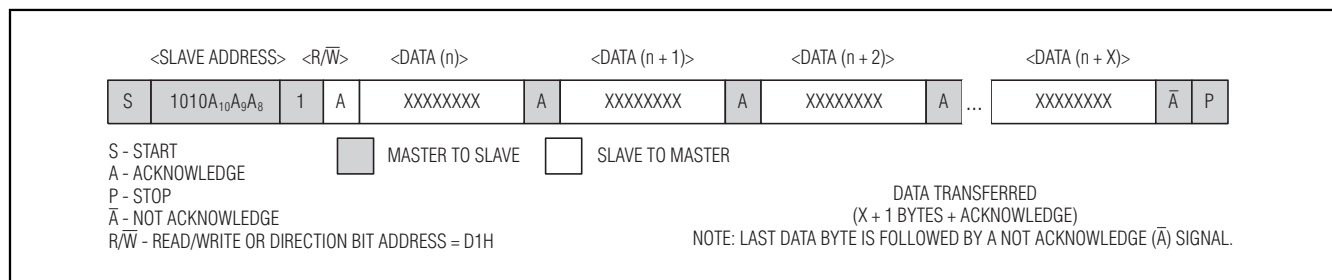 <SLAVE ADDRESS> <R/W̅> <DATA (n)> <DATA (n + 1)> <DATA (n + 2)> <DATA (n + X)>
S 1010A₁₀A₉A₈ 1 A XXXXXXXX A XXXXXXXX A XXXXXXXX A ... XXXXXXXX A̅ P
S - START
MASTER TO SLAVE SLAVE TO MASTER
A - ACKNOWLEDGE
P - STOP
A̅ - NOT ACKNOWLEDGE
R/W̅ - READ/WRITE OR DIRECTION BIT ADDRESS = D1H
DATA TRANSFERRED
(X + 1 BYTES + ACKNOWLEDGE)
NOTE: LAST DATA BYTE IS FOLLOWED BY A NOT ACKNOWLEDGE (A̅) SIGNAL.